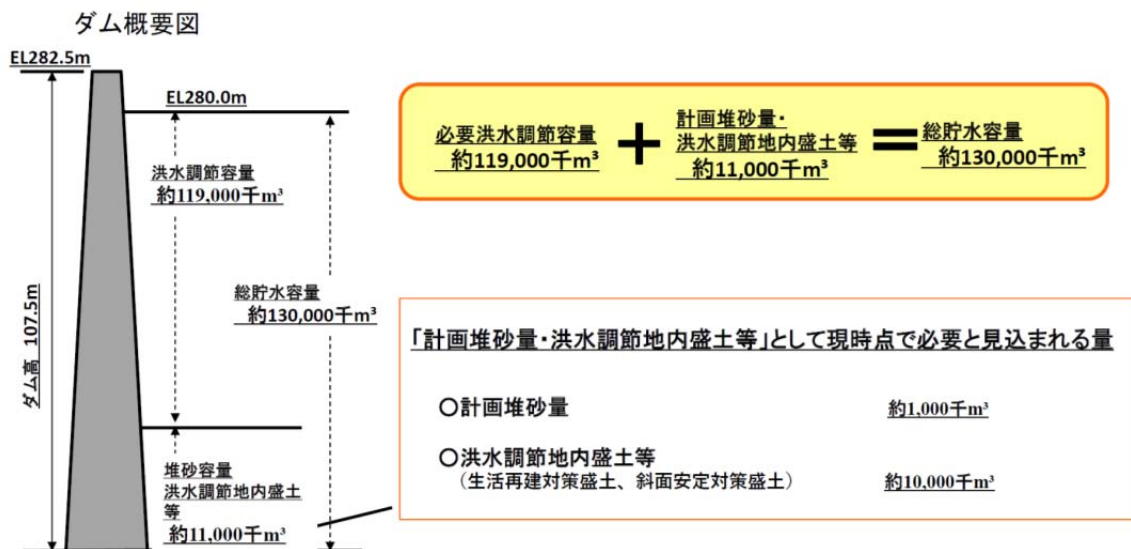 ダム概要図
EL282.5m
EL280.0m
洪水調節容量
約119,000千m³
総貯水容量
約130,000千m³
ダム高 107.5m
堆砂容量
洪水調節地内盛土
等
約11,000千m³
必要洪水調節容量
約119,000千m³
+
計画堆砂量・
洪水調節地内盛土等
約11,000千m³
=
総貯水容量
約130,000千m³
「計画堆砂量・洪水調節地内盛土等」として現時点で必要と見込まれる量
○計画堆砂量 約1,000千m³
○洪水調節地内盛土等
（生活再建対策盛土、斜面安定対策盛土） 約10,000千m³